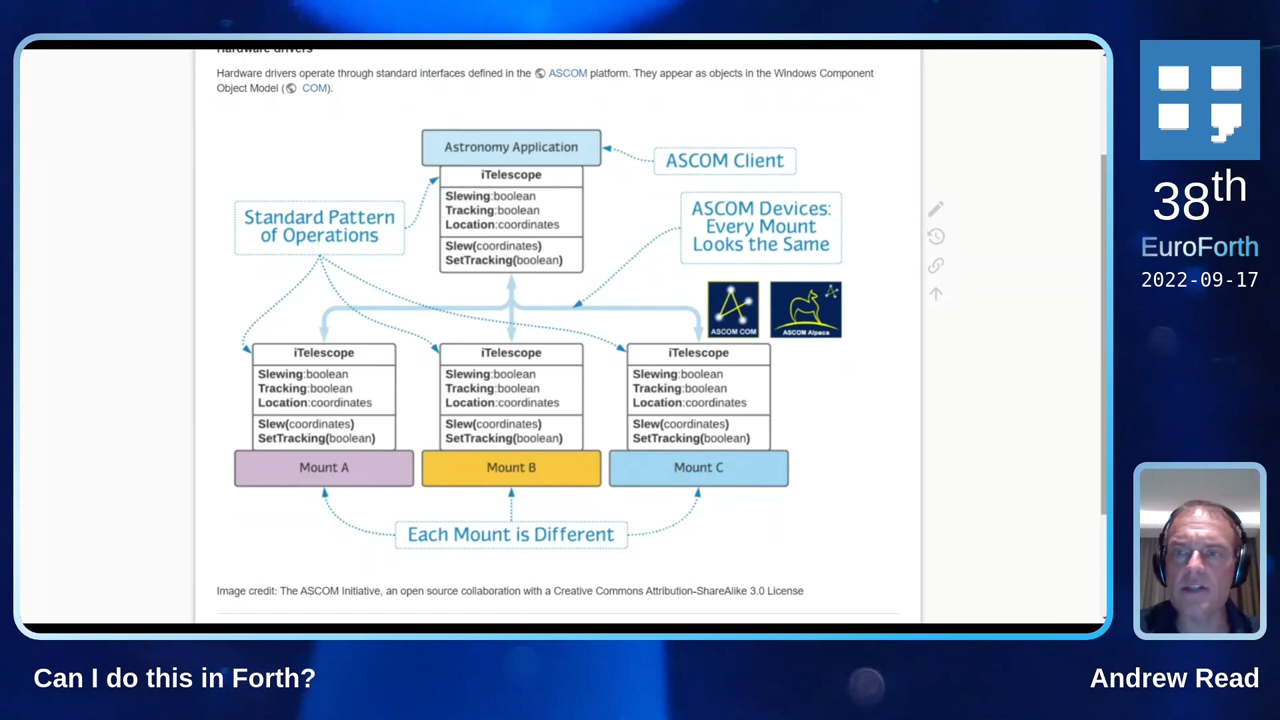 Hardware drivers
Hardware drivers operate through standard interfaces defined in the ASCOM platform. They appear as objects in the Windows Component
Object Model ( COM).
Astronomy Application
ASCOM Client
iTelescope
Slewing:boolean
Tracking:boolean
Location:coordinates
Slew(coordinates)
SetTracking(boolean)
Standard Pattern
of Operations
ASCOM Devices:
Every Mount
Looks the Same
ASCOM COM
ASCOM Alpaca
iTelescope
Slewing:boolean
Tracking:boolean
Location:coordinates
Slew(coordinates)
SetTracking(boolean)
Mount A
iTelescope
Slewing:boolean
Tracking:boolean
Location:coordinates
Slew(coordinates)
SetTracking(boolean)
Mount B
iTelescope
Slewing:boolean
Tracking:boolean
Location:coordinates
Slew(coordinates)
SetTracking(boolean)
Mount C
Each Mount is Different
Image credit: The ASCOM Initiative, an open source collaboration with a Creative Commons Attribution-ShareAlike 3.0 License
38th
EuroForth
2022-09-17
Can I do this in Forth?
Andrew Read